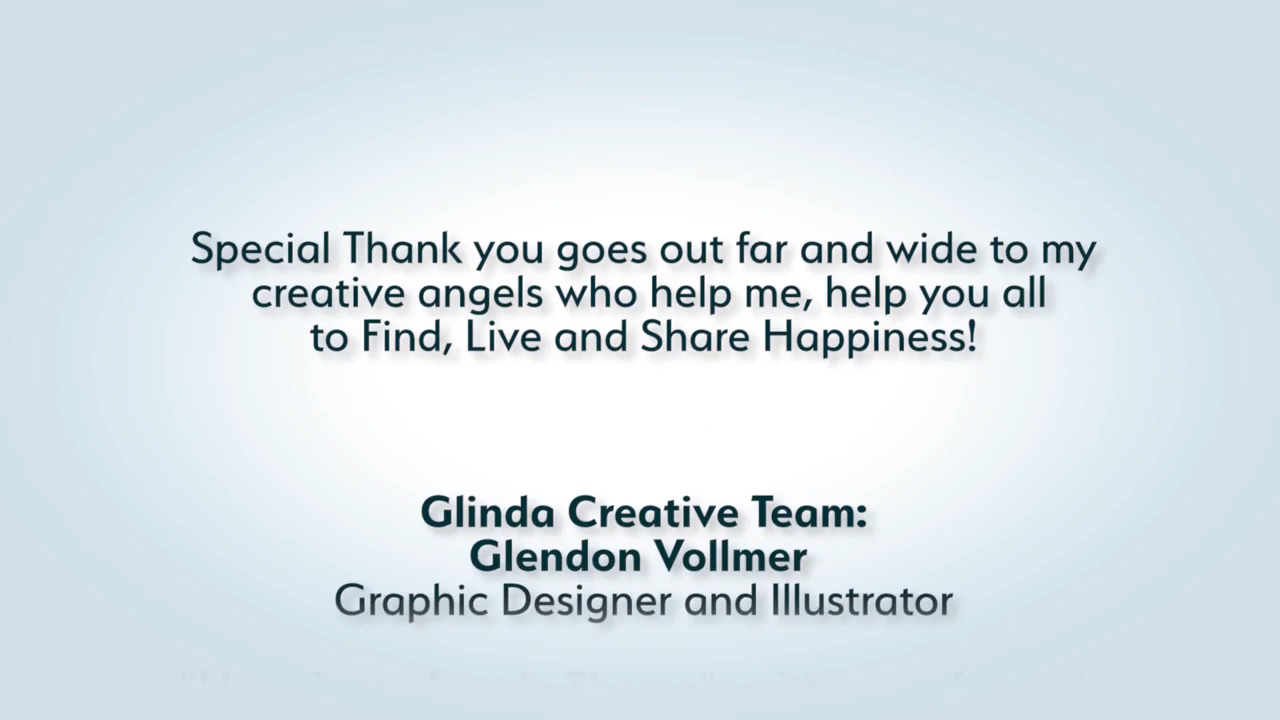 Special Thank you goes out far and wide to my
creative angels who help me, help you all
to Find, Live and Share Happiness!
Glinda Creative Team:
Glendon Vollmer
Graphic Designer and Illustrator